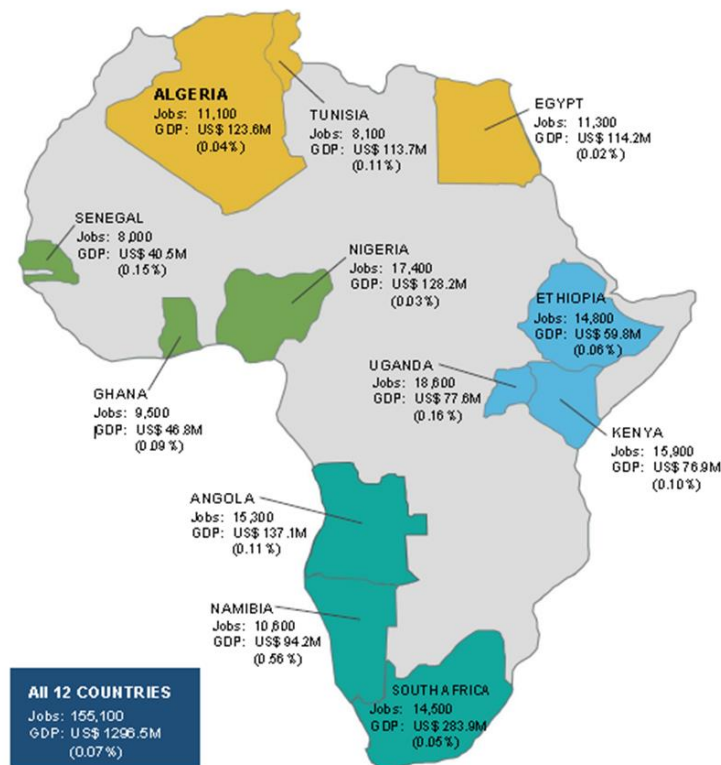 ALGERIA
Jobs: 11,100
GDP: US$ 123.6M
(0.04%)
TUNISIA
Jobs: 8,100
GDP: US$ 113.7M
(0.11%)
EGYPT
Jobs: 11,300
GDP: US$ 114.2M
(0.02%)
SENEGAL
Jobs: 8,000
GDP: US$ 40.5M
(0.15%)
NIGERIA
Jobs: 17,400
GDP: US$ 128.2M
(0.03%)
ETHIOPIA
Jobs: 14,800
GDP: US$ 59.8M
(0.06%)
UGANDA
Jobs: 18,600
GDP: US$ 77.6M
(0.16%)
GHANA
Jobs: 9,500
GDP: US$ 46.8M
(0.09%)
KENYA
Jobs: 15,900
GDP: US$ 76.9M
(0.10%)
ANGOLA
Jobs: 15,300
GDP: US$ 137.1M
(0.11%)
NAMIBIA
Jobs: 10,600
GDP: US$ 94.2M
(0.56%)
SOUTH AFRICA
Jobs: 14,500
GDP: US$ 283.9M
(0.05%)
All 12 COUNTRIES
Jobs: 155,100
GDP: US$ 1296.5M
(0.07%)